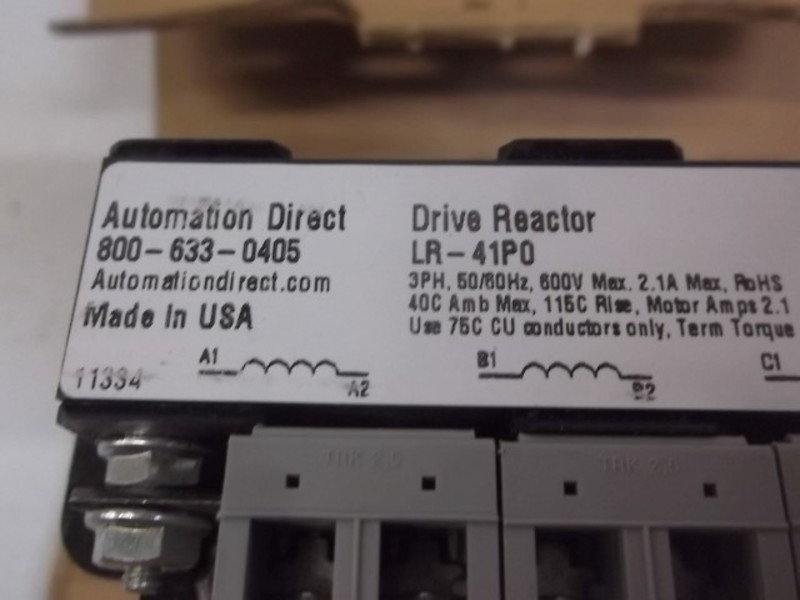 Automation Direct
800-633-0405
Automationdirect.com
Made In USA
Drive Reactor
LR-41P0
3PH, 50/60Hz, 600V Max. 2.1A Max, RoHS
40C Amb Max, 115C Rise, Motor Amps 2.1
Use 75C CU conductors only, Term Torque
A1
A2
B1
B2
C1
11334